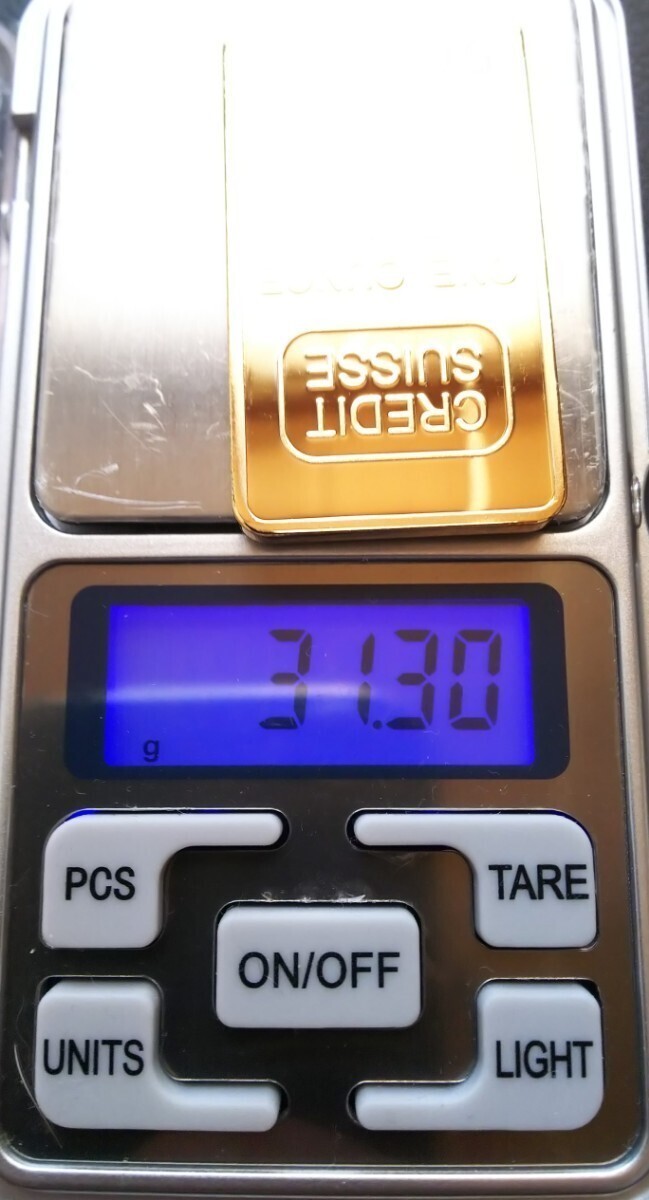 ONE OUNCE
CREDIT
SUISSE
31.30
g
PCS
TARE
ON/OFF
UNITS
LIGHT